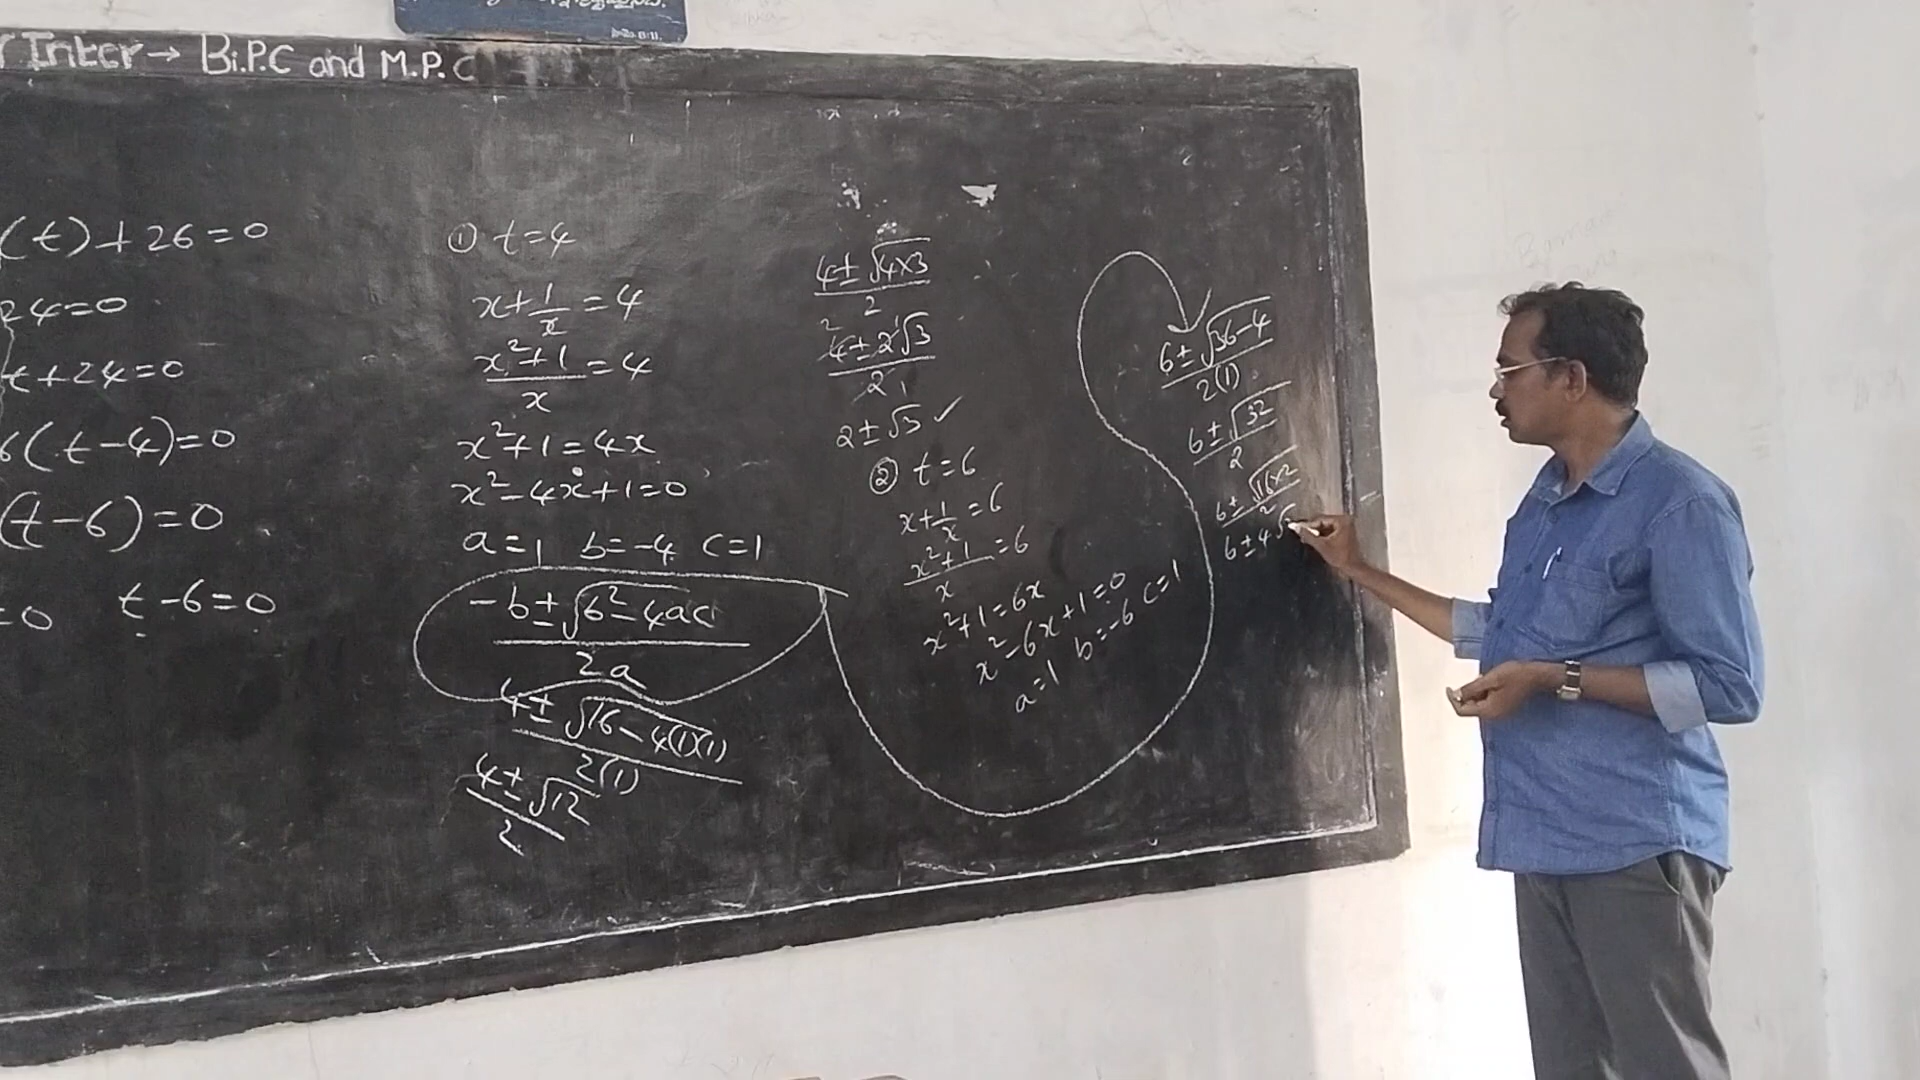 Inter → Bi.P.C and M.P.C
(t)+26=0
24=0
t+24=0
6(t-4)=0
(t-6)=0
=0 t-6=0
① t=4
x+1/x=4
x²+1/x=4
x²+1=4x
x²-4x+1=0
a=1 b=-4 c=1
-b±√b²-4ac/2a
4±√16-4(1)(1)/2(1)
4±√12/2
4±√4×3/2
4±2√3/2
2±√3 ✓
② t=6
x+1/x=6
x²+1/x=6
x²+1=6x
x²-6x+1=0
a=1 b=-6 c=1
6±√36-4/2(1)
6±√32/2
6±√16×2/2
6±4√